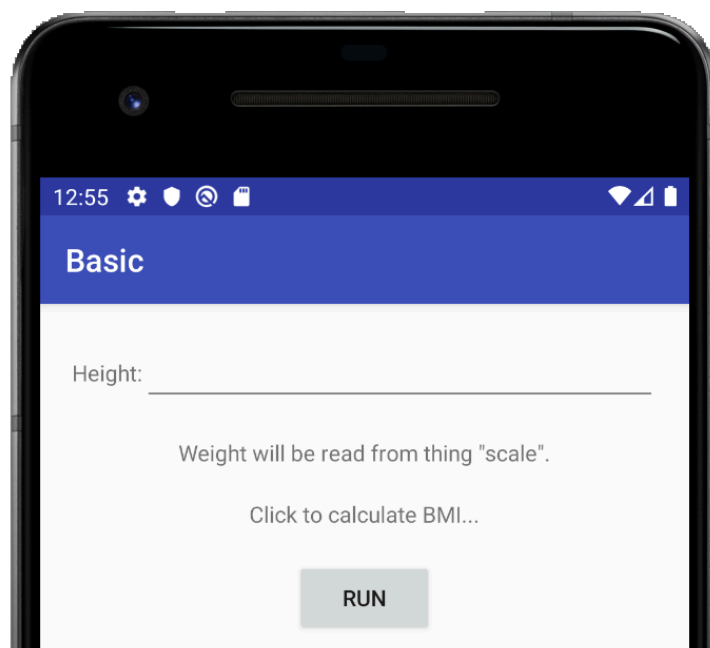 12:55
Basic
Height:
Weight will be read from thing "scale".
Click to calculate BMI...
RUN